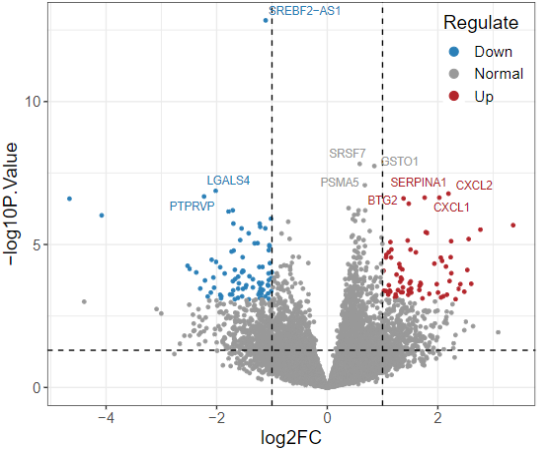 SREBF2-AS1
Regulate
Down
Normal
Up
10
SRSF7
GSTO1
LGALS4
PSMA5
SERPINA1
CXCL2
PTPRVP
BTG2
CXCL1
5
0
-log10P.Value
-4
-2
0
2
log2FC